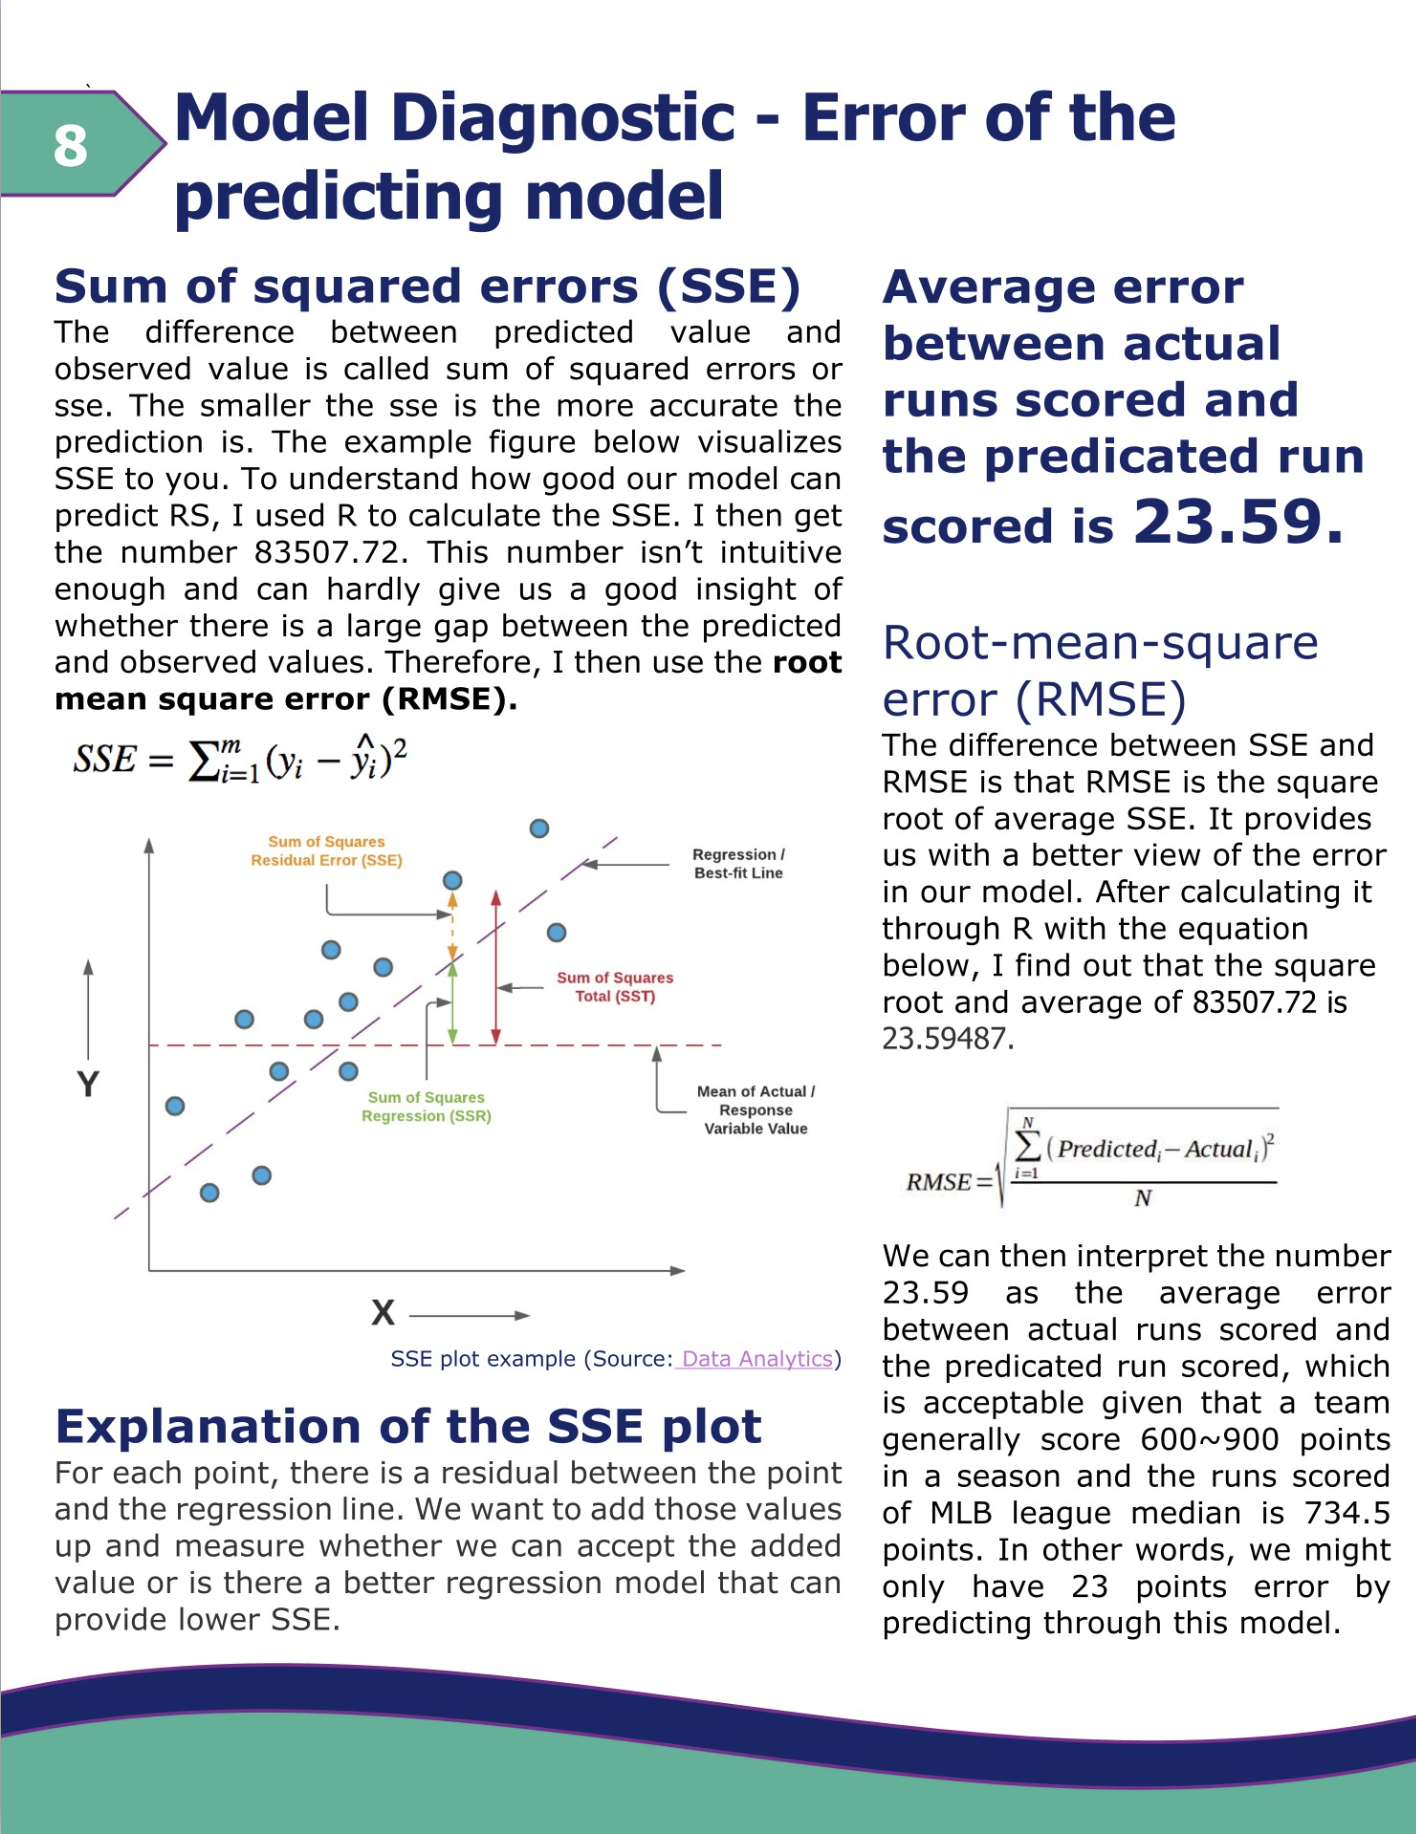 8
Model Diagnostic - Error of the
predicting model
Sum of squared errors (SSE)
The difference between predicted value and
observed value is called sum of squared errors or
sse. The smaller the sse is the more accurate the
prediction is. The example figure below visualizes
SSE to you. To understand how good our model can
predict RS, I used R to calculate the SSE. I then get
the number 83507.72. This number isn’t intuitive
enough and can hardly give us a good insight of
whether there is a large gap between the predicted
and observed values. Therefore, I then use the root
mean square error (RMSE).
SSE = ∑ᵐᵢ₌₁(yᵢ − ŷᵢ)²
Sum of Squares
Residual Error (SSE)
Regression /
Best-fit Line
Sum of Squares
Total (SST)
Y
Sum of Squares
Regression (SSR)
Mean of Actual /
Response
Variable Value
X
SSE plot example (Source: Data Analytics)
Explanation of the SSE plot
For each point, there is a residual between the point
and the regression line. We want to add those values
up and measure whether we can accept the added
value or is there a better regression model that can
provide lower SSE.
Average error
between actual
runs scored and
the predicated run
scored is 23.59.
Root-mean-square
error (RMSE)
The difference between SSE and
RMSE is that RMSE is the square
root of average SSE. It provides
us with a better view of the error
in our model. After calculating it
through R with the equation
below, I find out that the square
root and average of 83507.72 is
23.59487.
N
∑ (Predictedᵢ − Actualᵢ)²
i=1
RMSE = √
N
We can then interpret the number
23.59 as the average error
between actual runs scored and
the predicated run scored, which
is acceptable given that a team
generally score 600~900 points
in a season and the runs scored
of MLB league median is 734.5
points. In other words, we might
only have 23 points error by
predicting through this model.